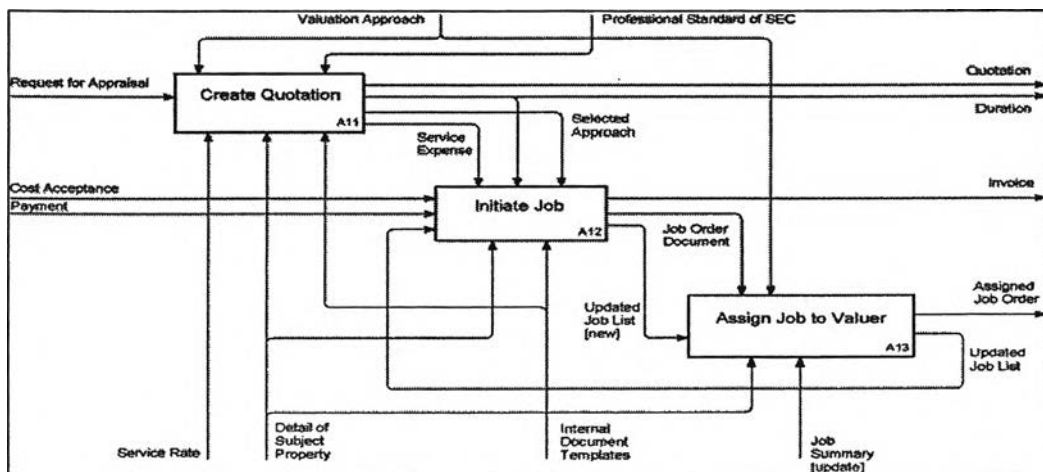 Valuation Approach
Professional Standard of SEC
Request for Appraisal
Create Quotation
A11
Quotation
Duration
Service
Expense
Selected
Approach
Cost Acceptance
Payment
Initiate Job
A12
Invoice
Job Order
Document
Updated
Job List
[new]
Assign Job to Valuer
A13
Assigned
Job Order
Updated
Job List
Service Rate
Detail of
Subject
Property
Internal
Document
Templates
Job
Summary
[update]